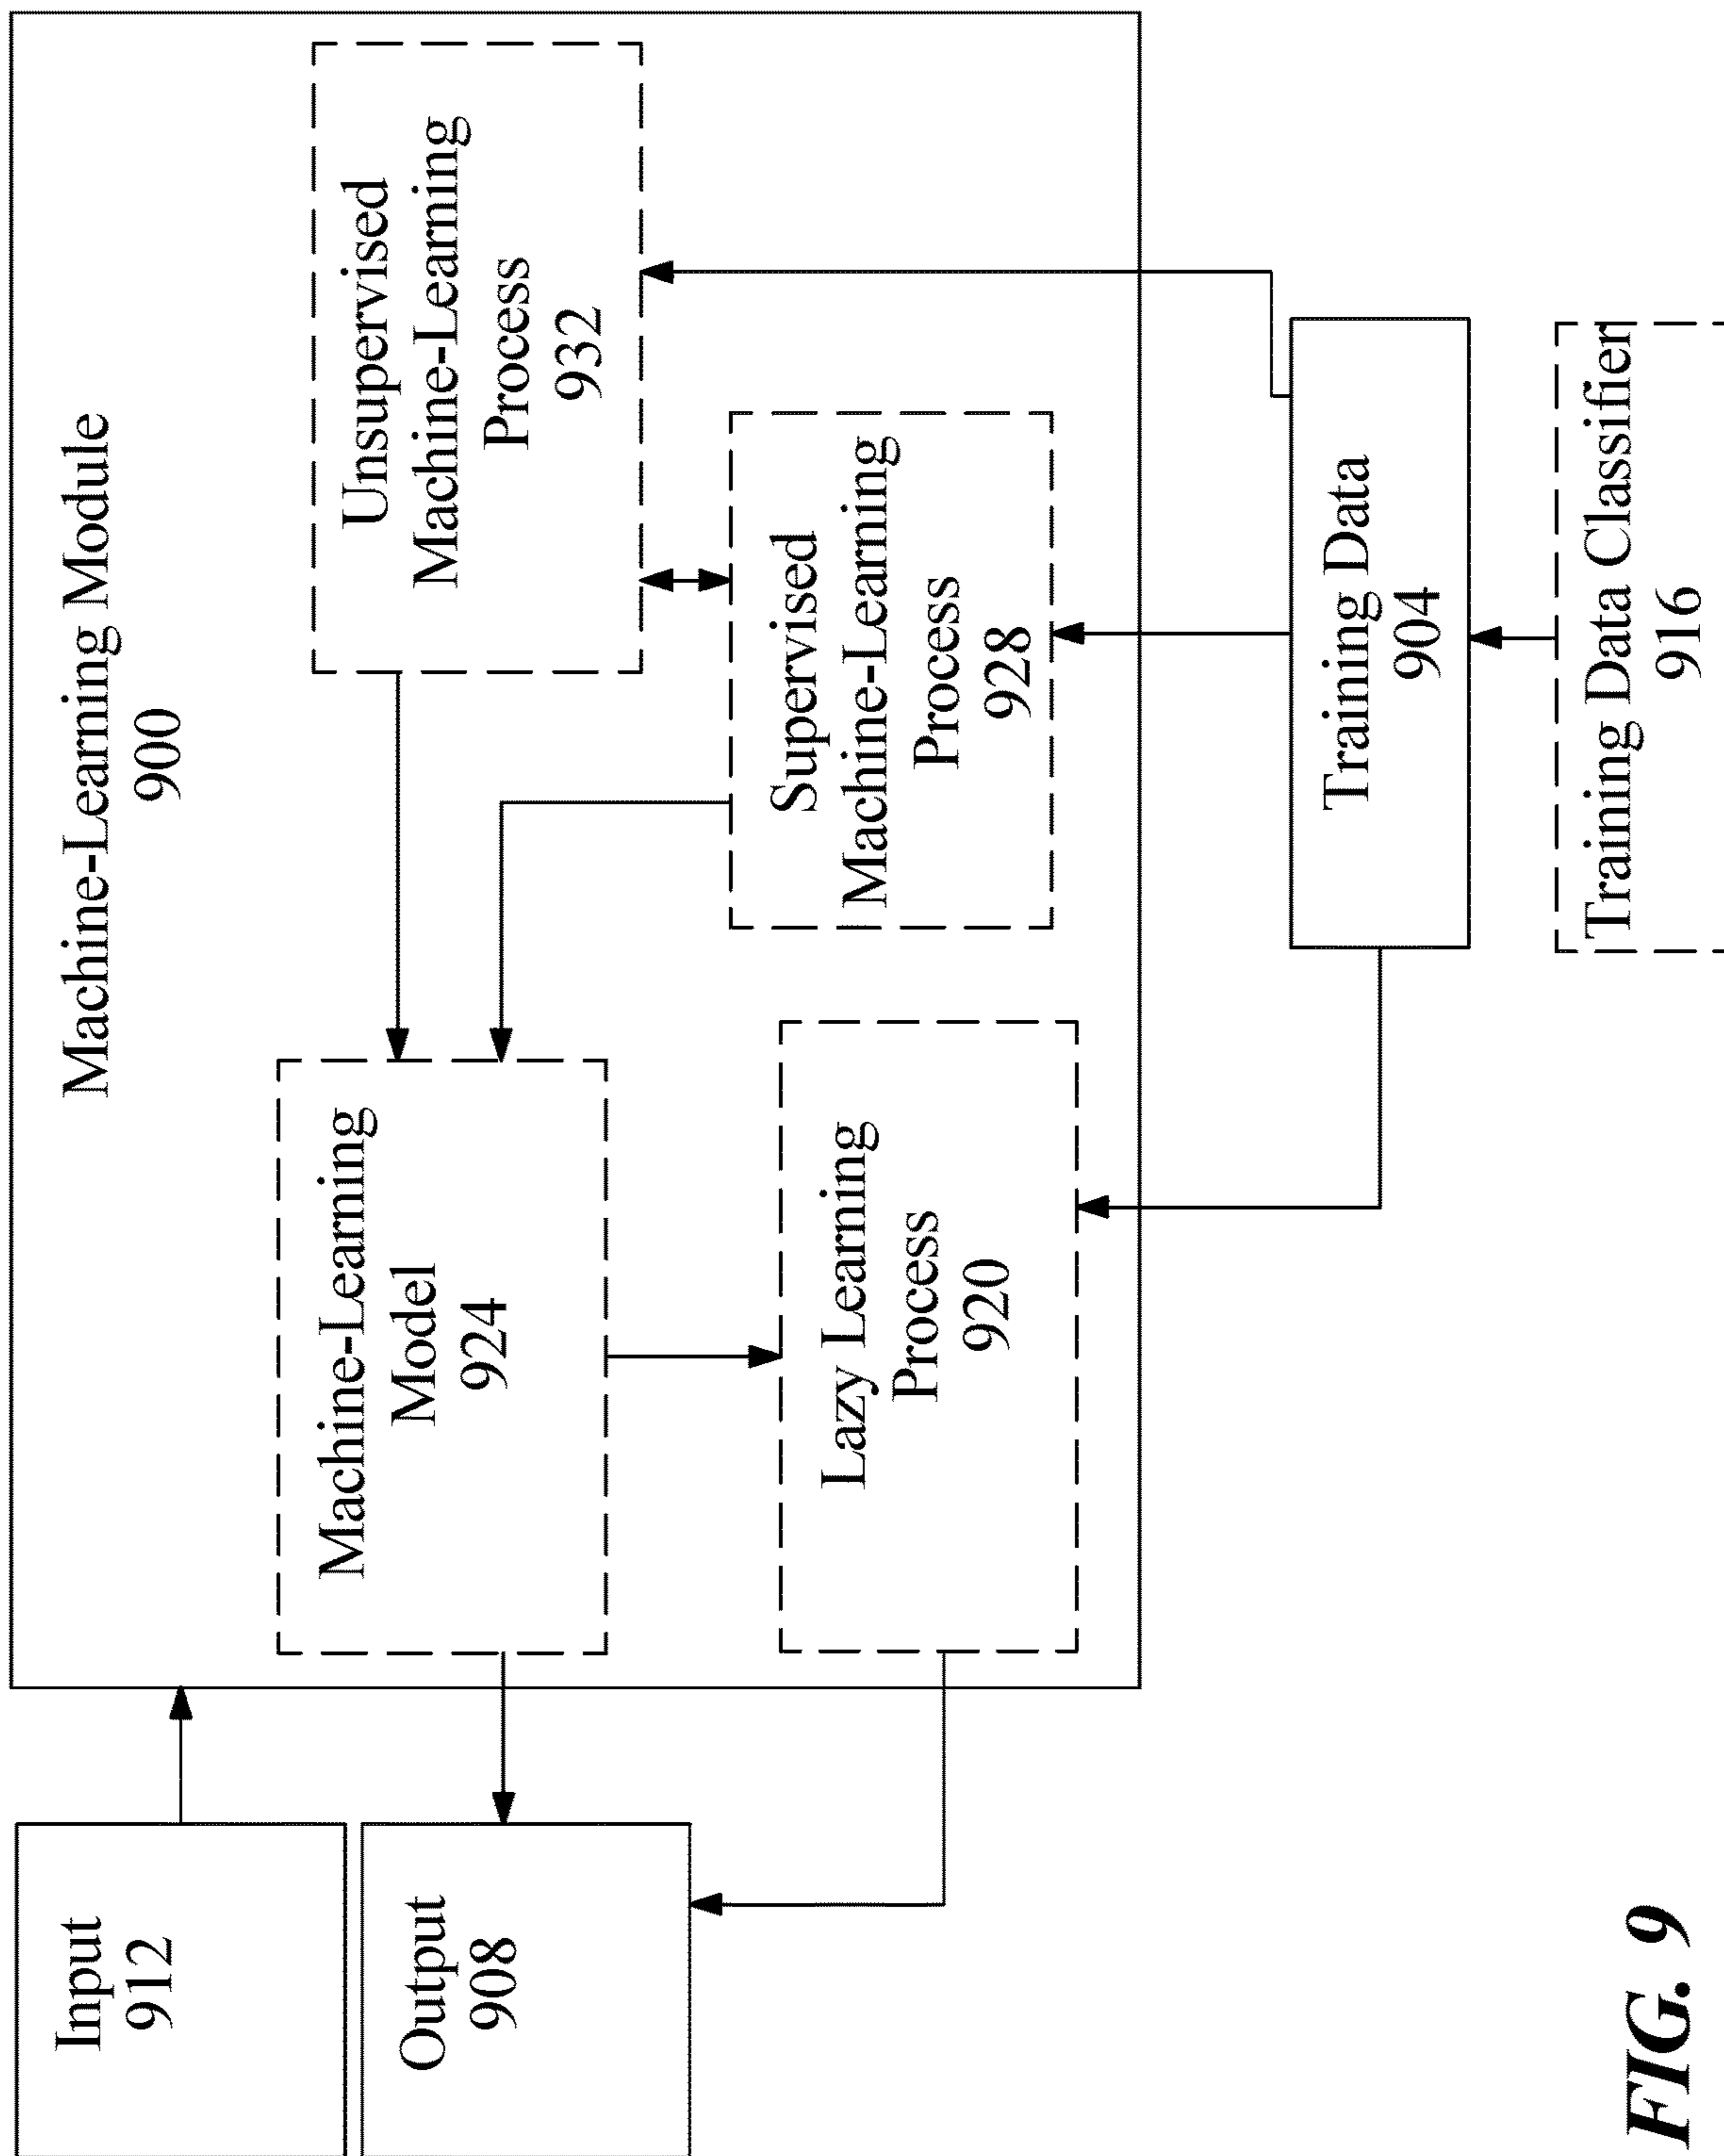 Machine-Learning Module
900
Input
912
Output
908
Machine-Learning
Model
924
Unsupervised
Machine-Learning
Process
932
Lazy Learning
Process
920
Supervised
Machine-Learning
Process
928
Training Data
904
Training Data Classifier
916
FIG. 9